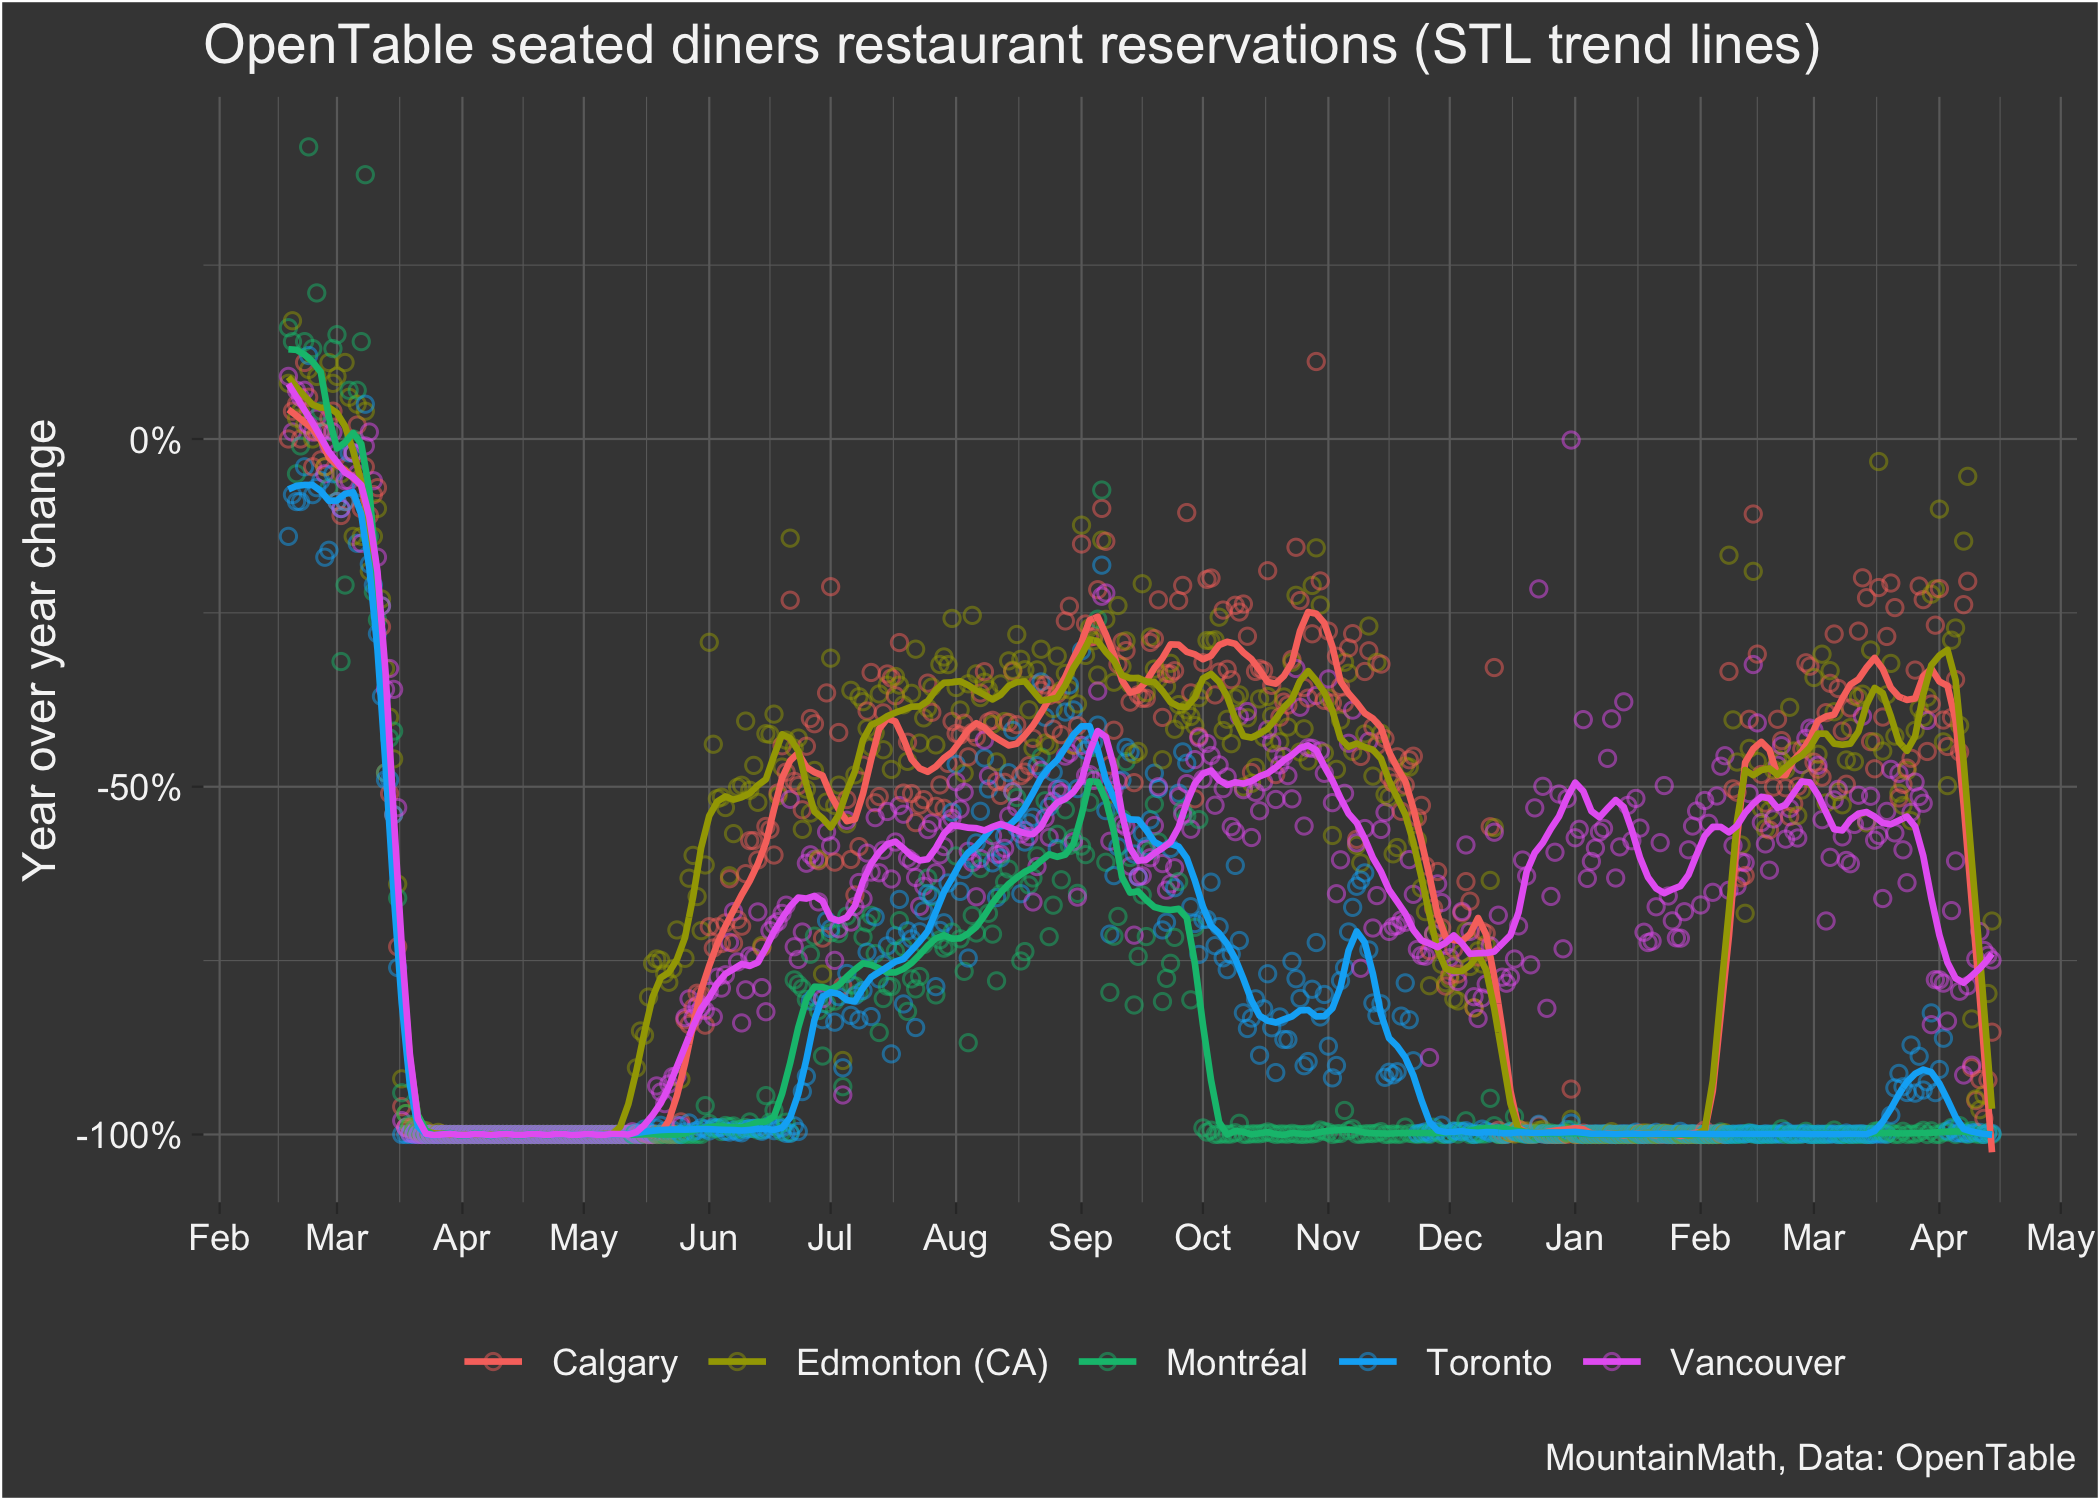 OpenTable seated diners restaurant reservations (STL trend lines)
Year over year change
0%
-50%
-100%
Feb Mar Apr May Jun Jul Aug Sep Oct Nov Dec Jan Feb Mar Apr May
Calgary Edmonton (CA) Montréal Toronto Vancouver
MountainMath, Data: OpenTable